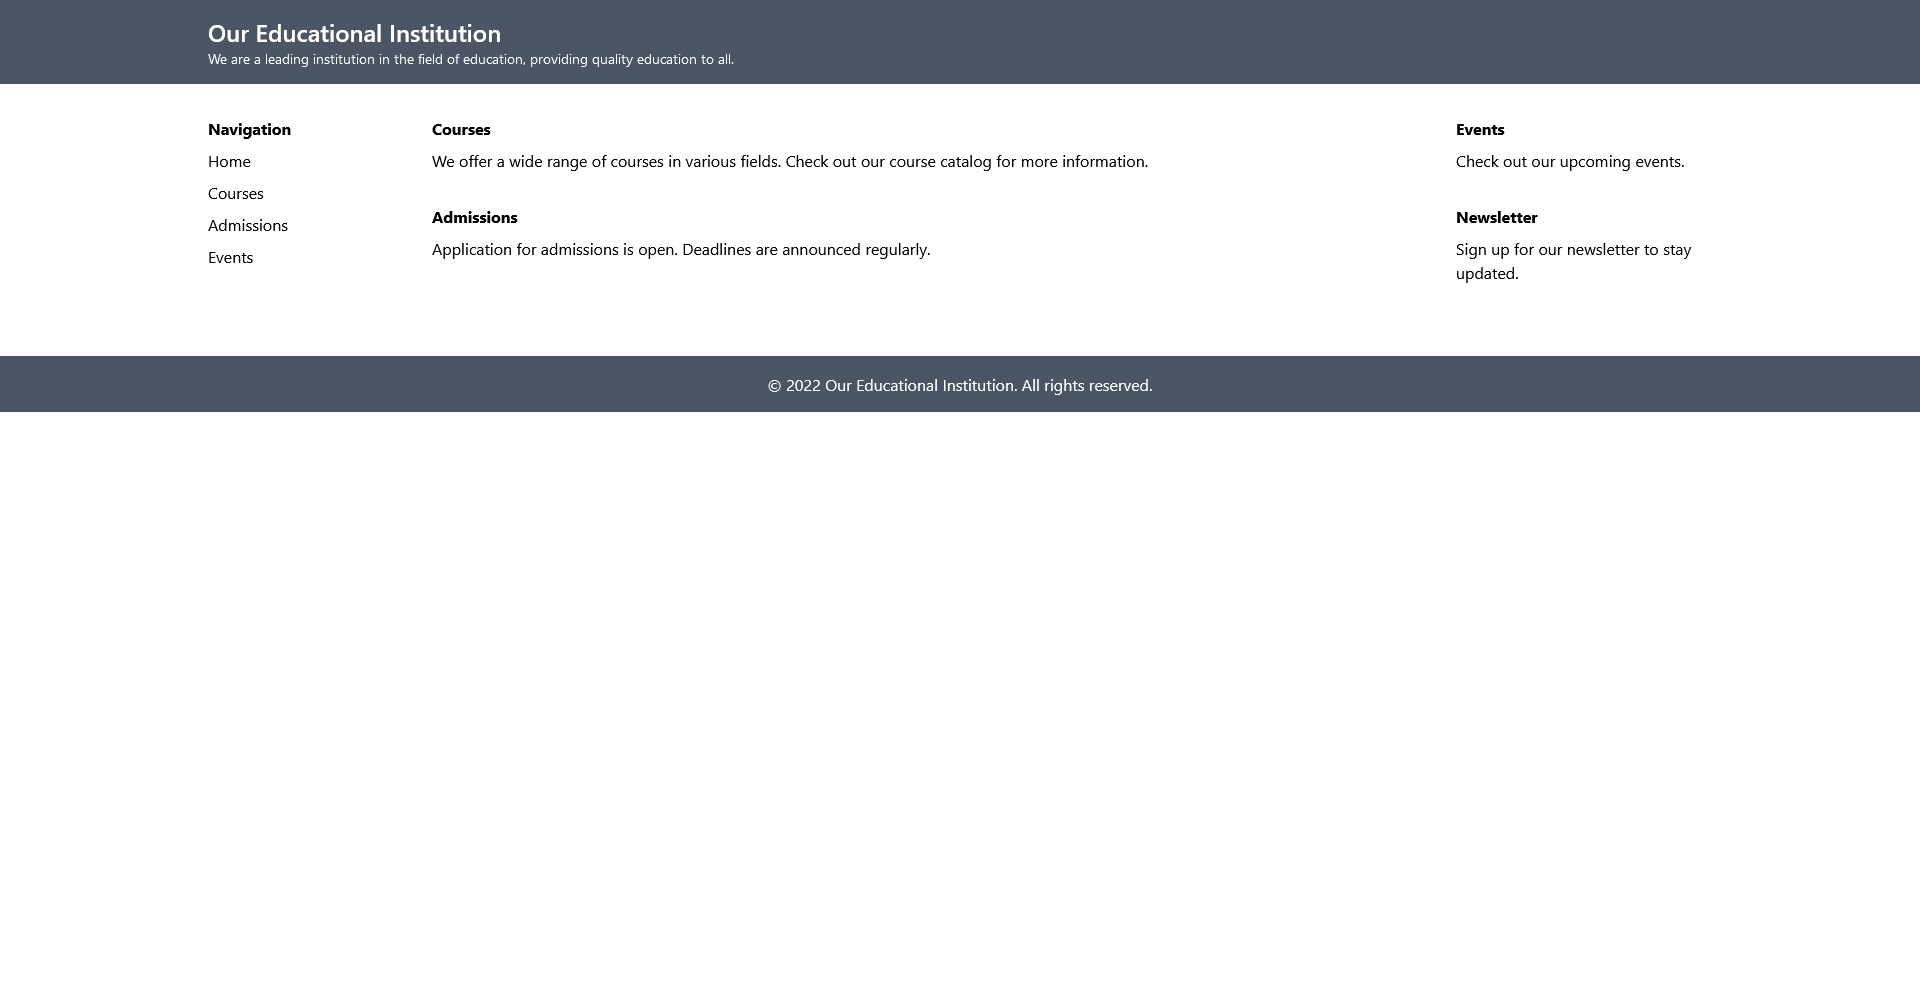 Our Educational Institution
We are a leading institution in the field of education, providing quality education to all.
Navigation
Home
Courses
Admissions
Events
Courses
We offer a wide range of courses in various fields. Check out our course catalog for more information.
Admissions
Application for admissions is open. Deadlines are announced regularly.
Events
Check out our upcoming events.
Newsletter
Sign up for our newsletter to stay
updated.
© 2022 Our Educational Institution. All rights reserved.